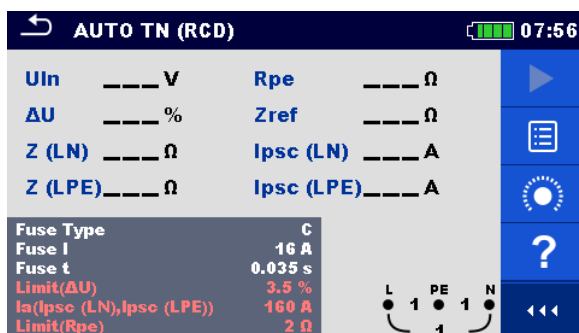 AUTO TN (RCD) 07:56
Uln ___V Rpe ___Ω
ΔU ___% Zref ___Ω
Z (LN) ___Ω Ipsc (LN) ___A
Z (LPE)___Ω Ipsc (LPE)___A
Fuse Type C
Fuse I 16 A
Fuse t 0.035 s
Limit(ΔU) 3.5 %
Ia(Ipsc (LN),Ipsc (LPE)) 160 A
Limit(Rpe) 2 Ω
L PE N
1 1
1
?